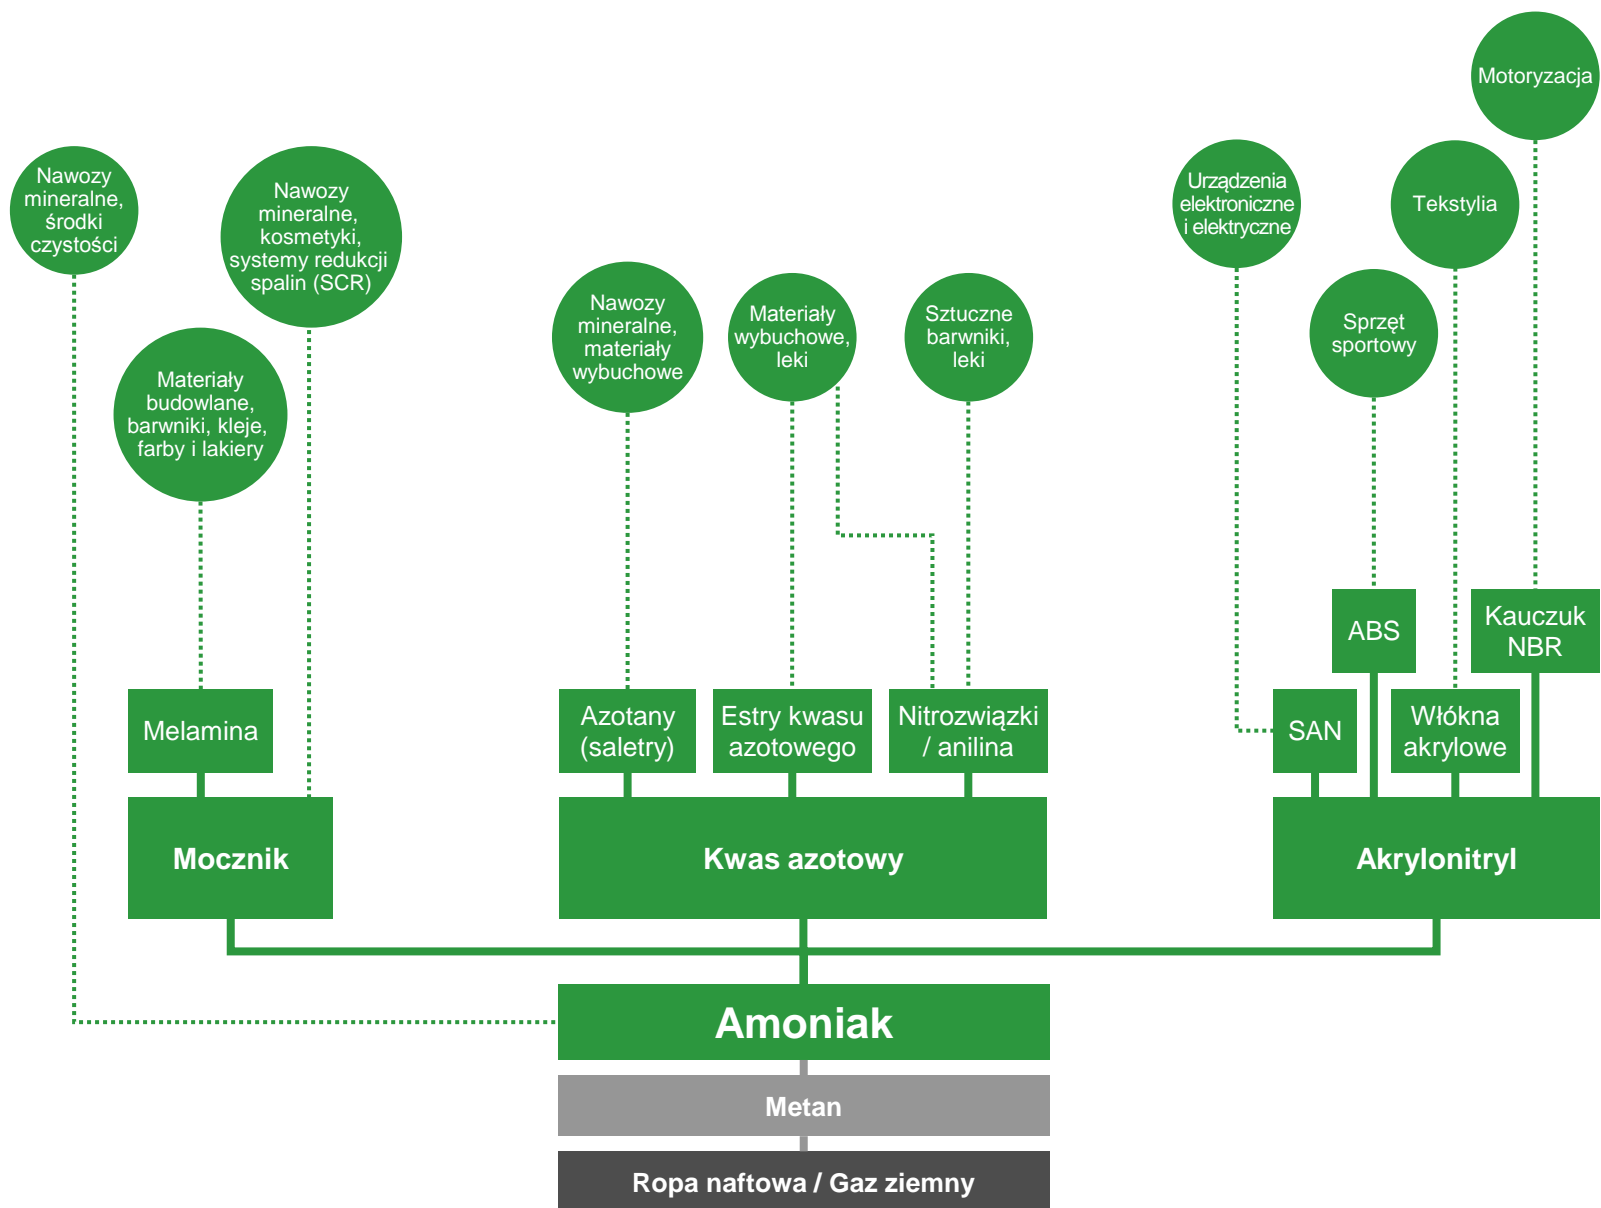 Motoryzacja
Nawozy
mineralne,
środki
czystości
Nawozy
mineralne,
kosmetyki,
systemy redukcji
spalin (SCR)
Urządzenia
elektroniczne
i elektryczne
Tekstylia
Nawozy
mineralne,
materiały
wybuchowe
Materiały
wybuchowe,
leki
Sztuczne
barwniki,
leki
Sprzęt
sportowy
Materiały
budowlane,
barwniki, kleje,
farby i lakiery
ABS
Kauczuk
NBR
Melamina
Azotany
(saletry)
Estry kwasu
azotowego
Nitrozwiązki
/ anilina
SAN
Włókna
akrylowe
Mocznik
Kwas azotowy
Akrylonitryl
Amoniak
Metan
Ropa naftowa / Gaz ziemny